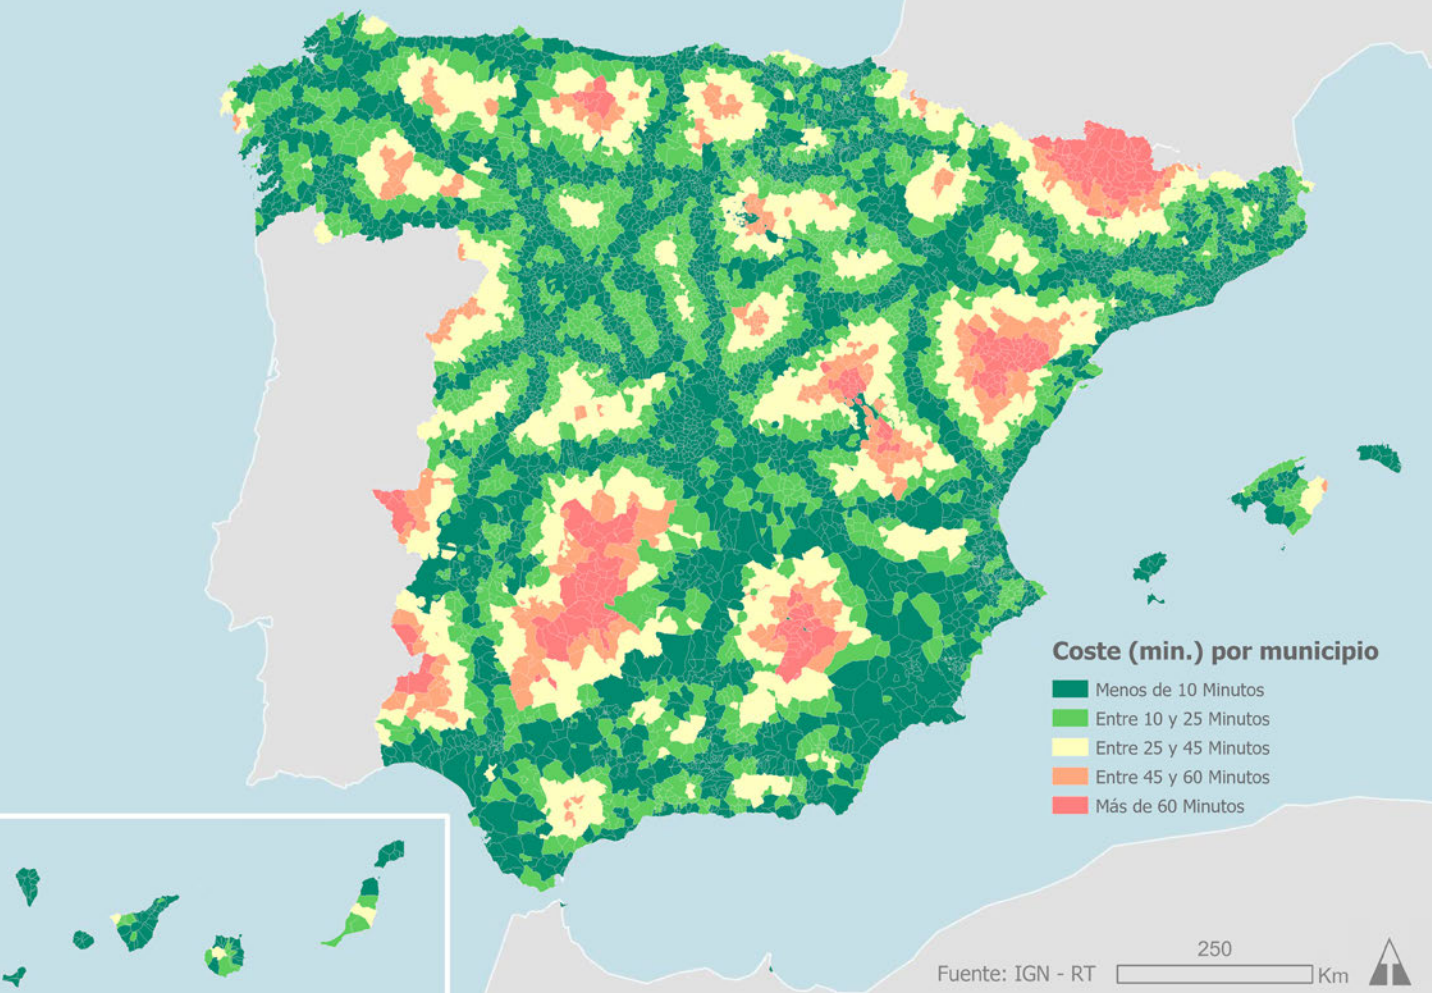 Coste (min.) por municipio
Menos de 10 Minutos
Entre 10 y 25 Minutos
Entre 25 y 45 Minutos
Entre 45 y 60 Minutos
Más de 60 Minutos
250
Fuente: IGN - RT
Km